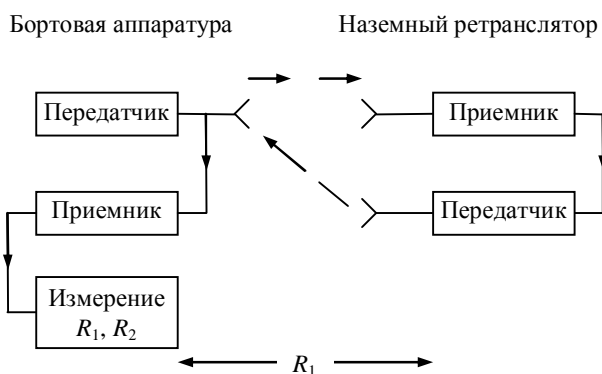 Бортовая аппаратура
Наземный ретранслятор
Передатчик
Приемник
Приемник
Передатчик
Измерение
R1, R2
R1